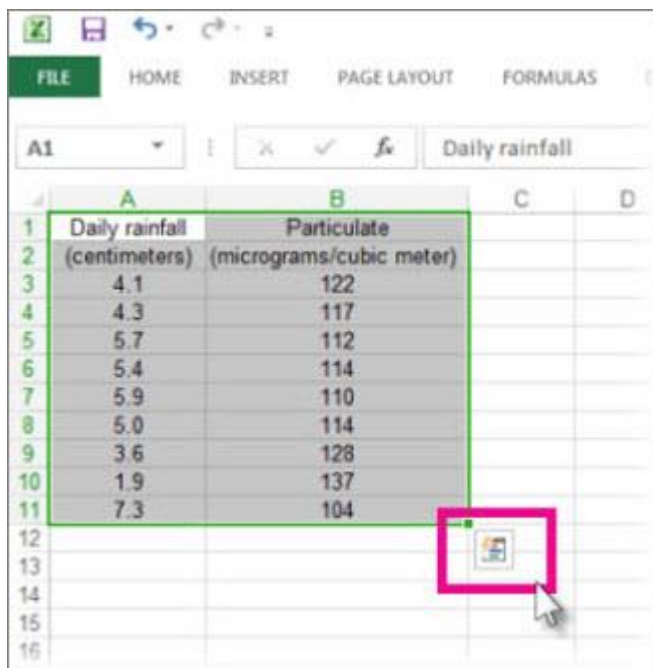 FILE HOME INSERT PAGE LAYOUT FORMULAS
A1 fx Daily rainfall
A B C D
1 Daily rainfall Particulate
2 (centimeters) (micrograms/cubic meter)
3 4.1 122
4 4.3 117
5 5.7 112
6 5.4 114
7 5.9 110
8 5.0 114
9 3.6 128
10 1.9 137
11 7.3 104
12
13
14
15
16